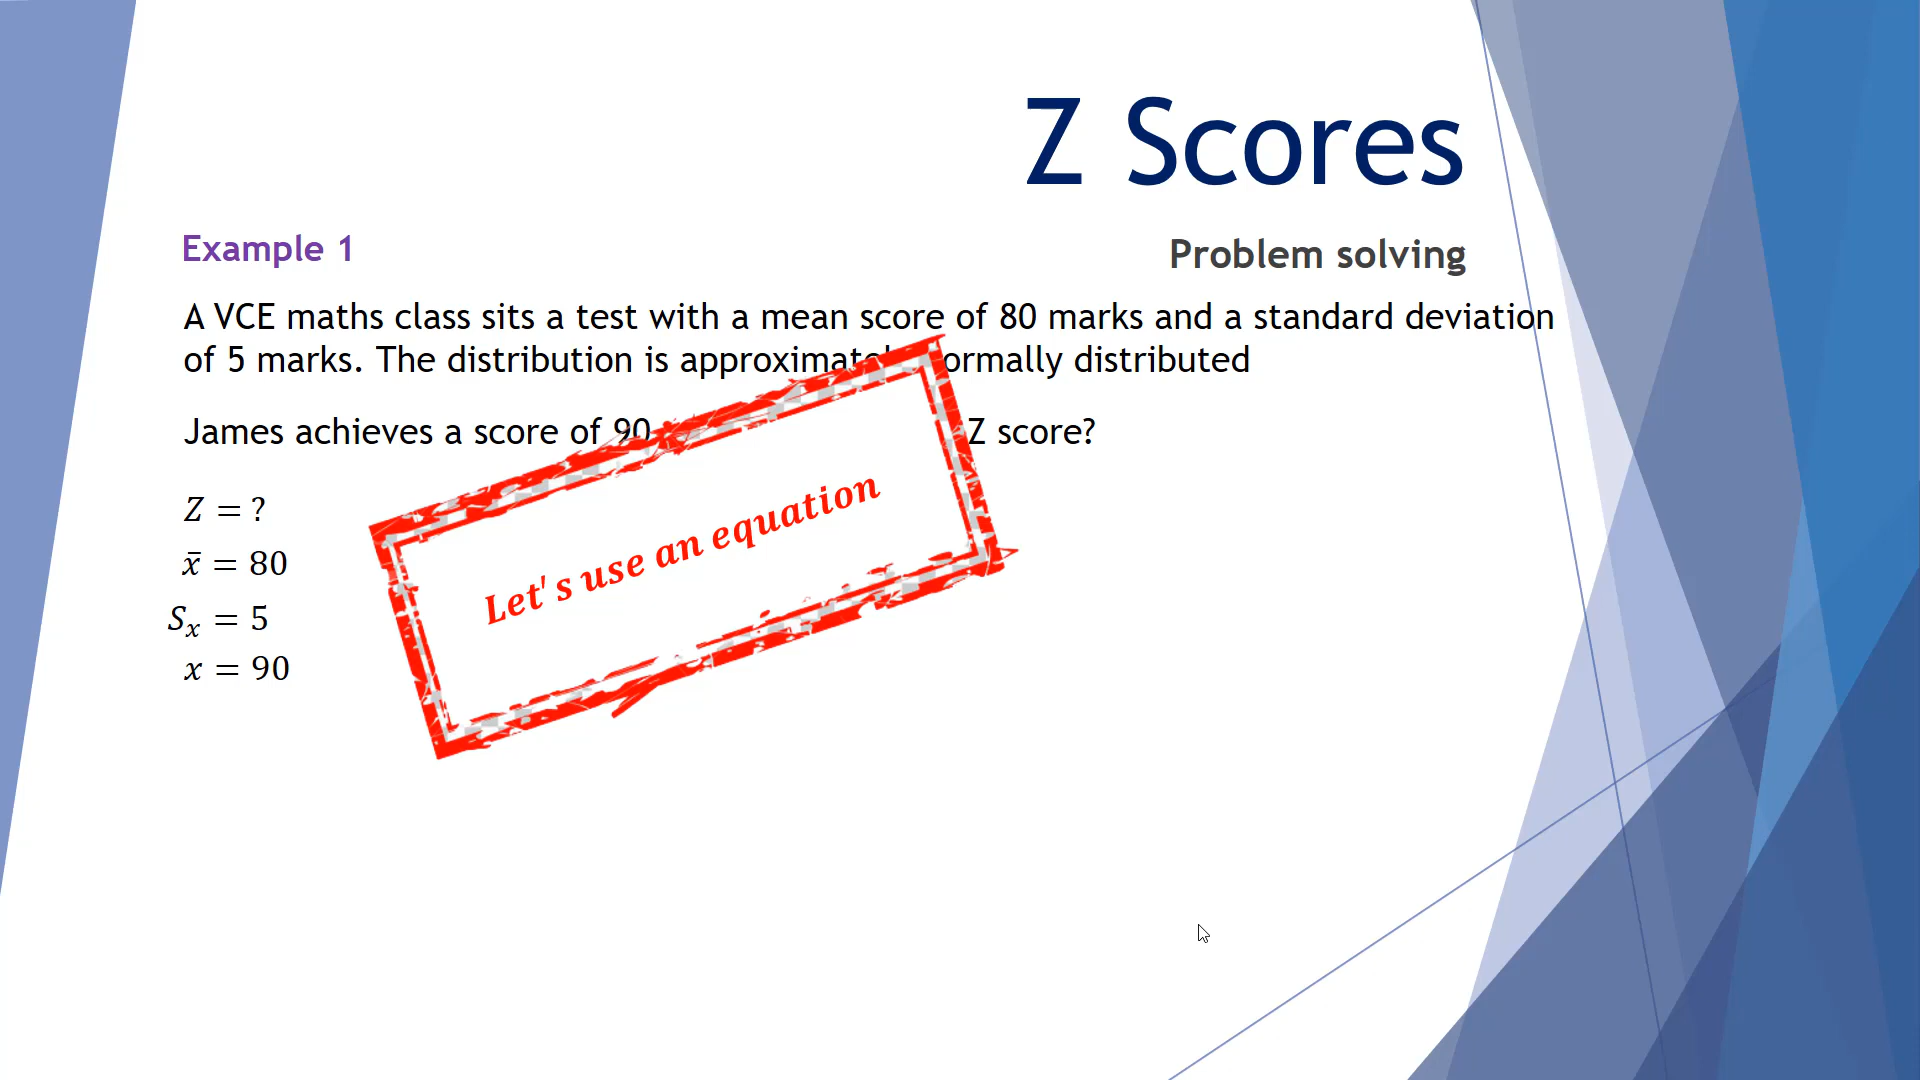 Z Scores
Example 1
Problem solving
A VCE maths class sits a test with a mean score of 80 marks and a standard deviation
of 5 marks. The distribution is normally distributed
James achieves a score of 90 Z score?
Let's use an equation
Z = ?
x̄ = 80
Sₓ = 5
x = 90